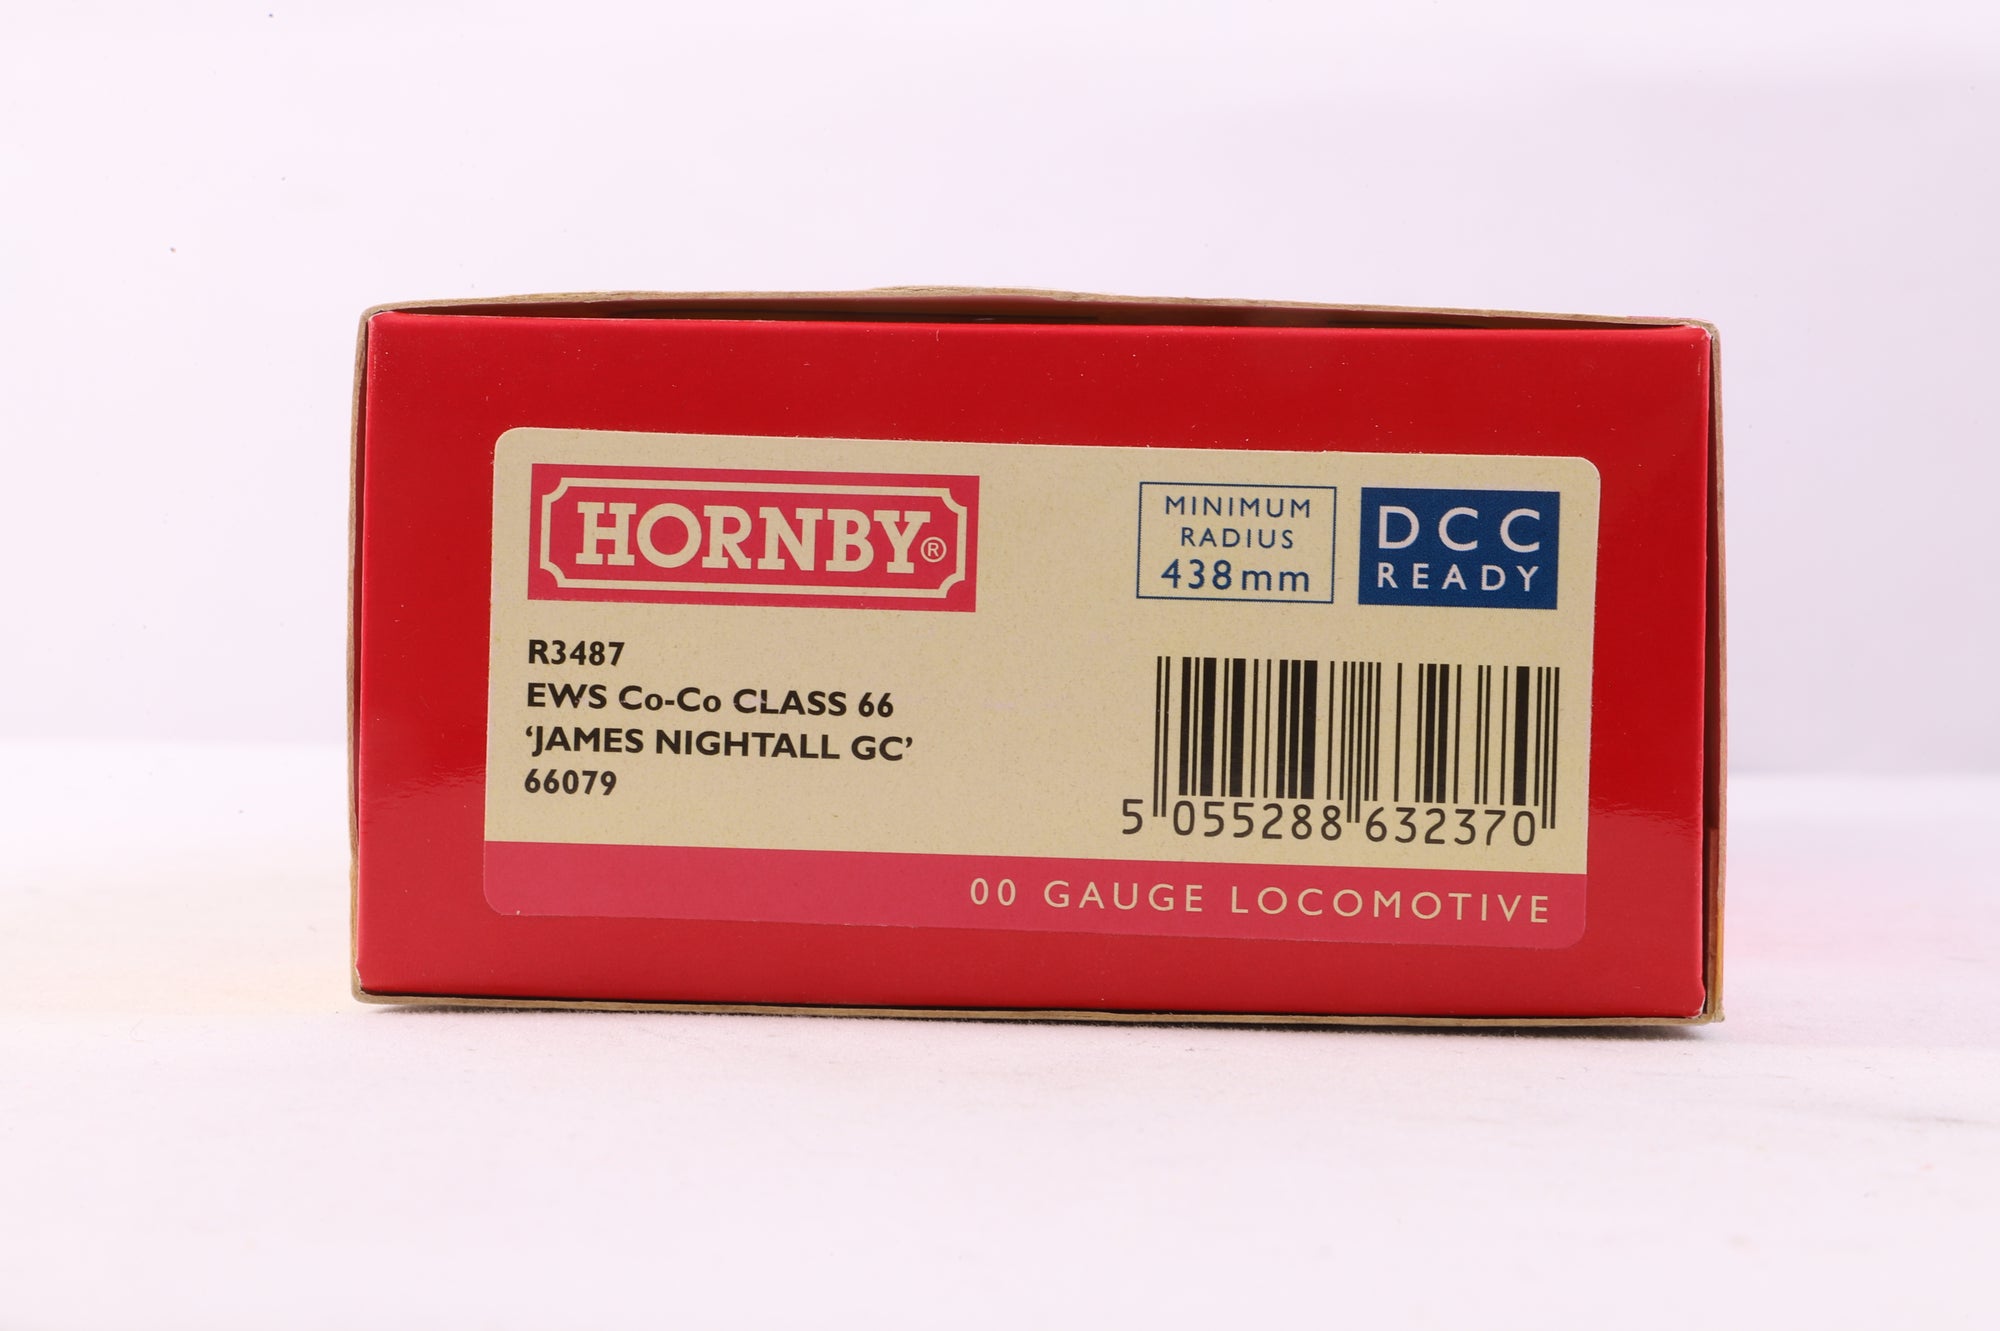 HORNBY®
MINIMUM
RADIUS
438mm
DCC
READY
R3487
EWS Co-Co CLASS 66
‘JAMES NIGHTALL GC’
66079
5 055288 632370
00 GAUGE LOCOMOTIVE